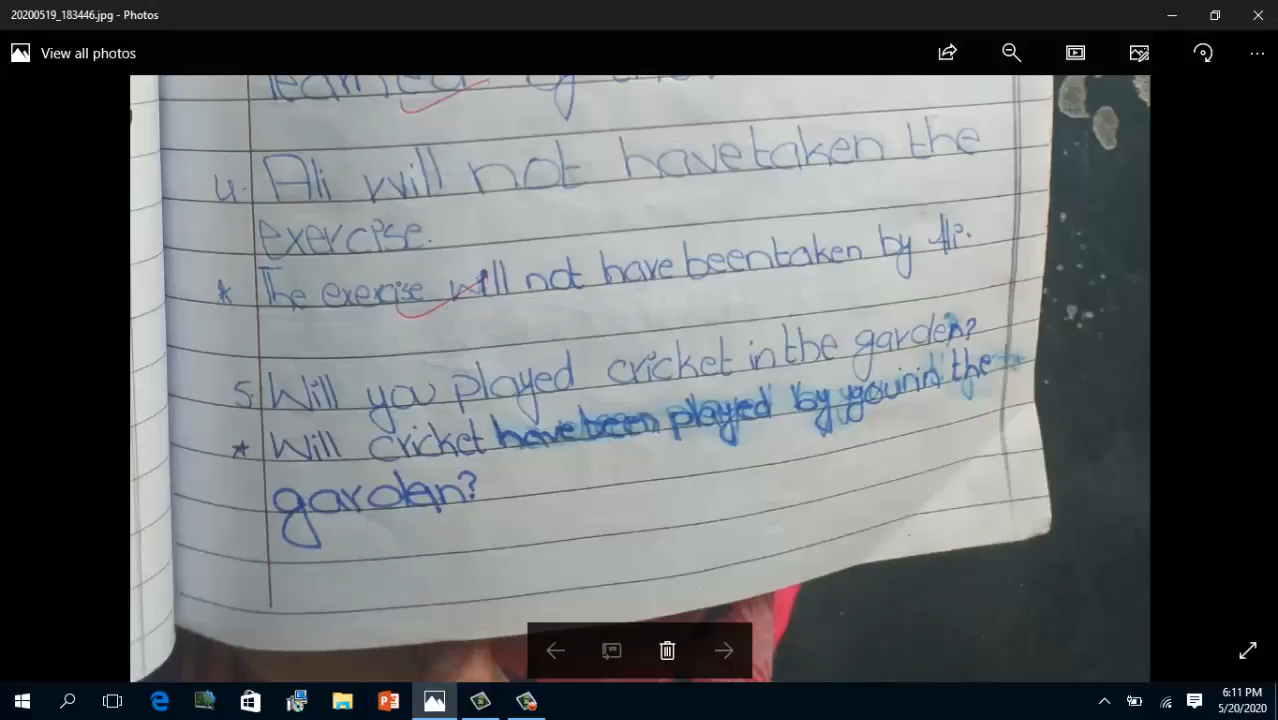 20200519_183446.jpg - Photos
View all photos
learned by
4. Ali will not have taken the
exercise.
* The exercise will not have been taken by Ali.
5. Will you played cricket in the garden?
* Will cricket have been played by you in the
garden?
6:11 PM
5/20/2020